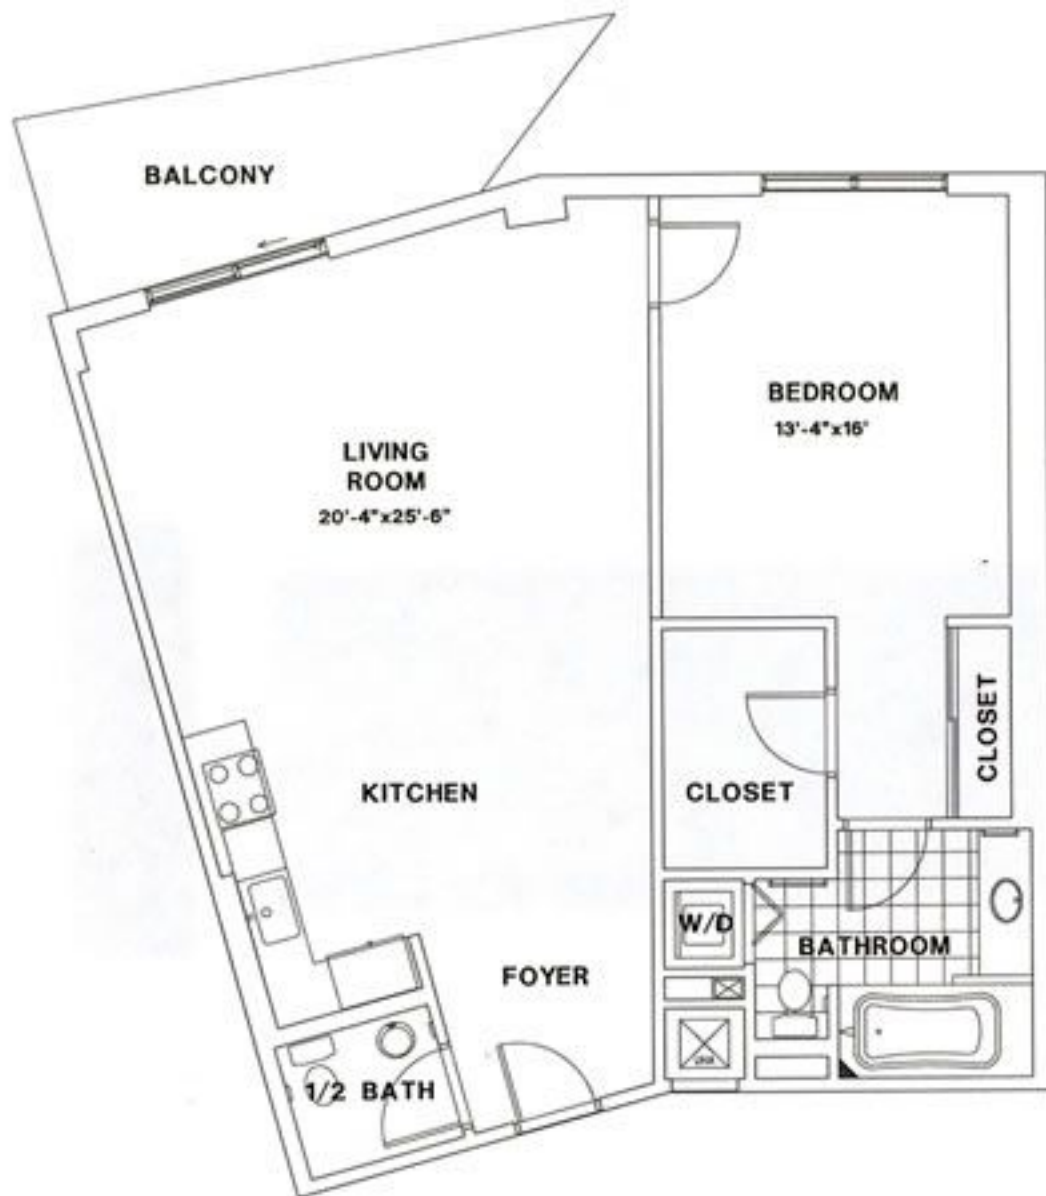 BALCONY
BEDROOM
13'-4"x16'
LIVING
ROOM
20'-4"x25'-6"
CLOSET
KITCHEN
CLOSET
W/D
BATHROOM
FOYER
1/2 BATH